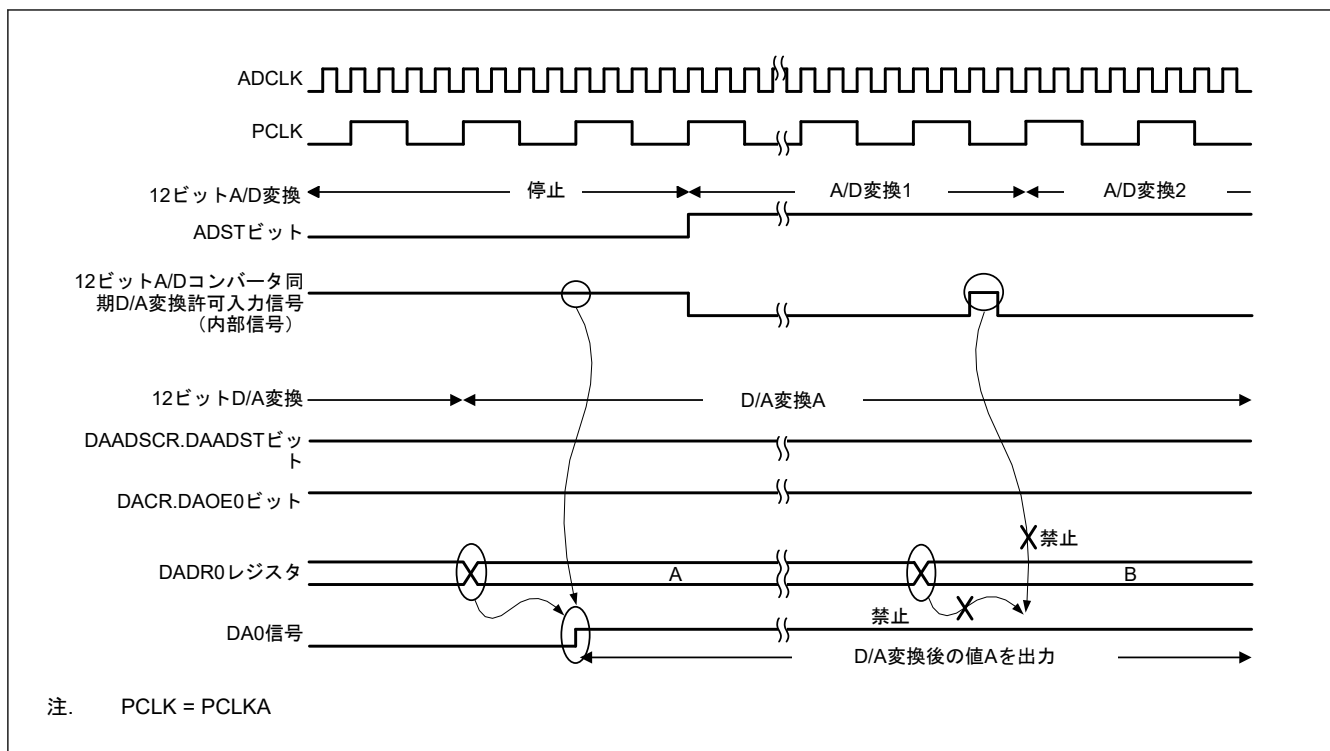 ADCLK
PCLK
12ビットA/D変換
停止
A/D変換1
A/D変換2
ADSTビット
12ビットA/Dコンバータ同
期D/A変換許可入力信号
（内部信号）
12ビットD/A変換
D/A変換A
DAADSCR.DAADSTビッ
ト
DACR.DAOE0ビット
禁止
DADR0レジスタ
A
B
禁止
DA0信号
D/A変換後の値Aを出力
注. PCLK = PCLKA